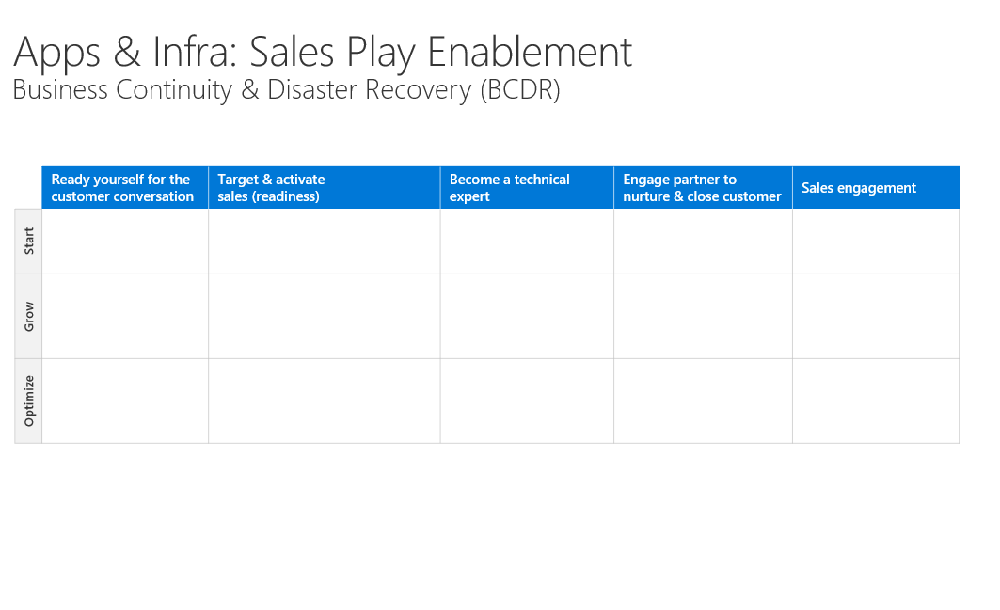 Apps & Infra: Sales Play Enablement
Business Continuity & Disaster Recovery (BCDR)
Ready yourself for the
customer conversation
Target & activate
sales (readiness)
Become a technical
expert
Engage partner to
nurture & close customer
Sales engagement
Start
Grow
Optimize